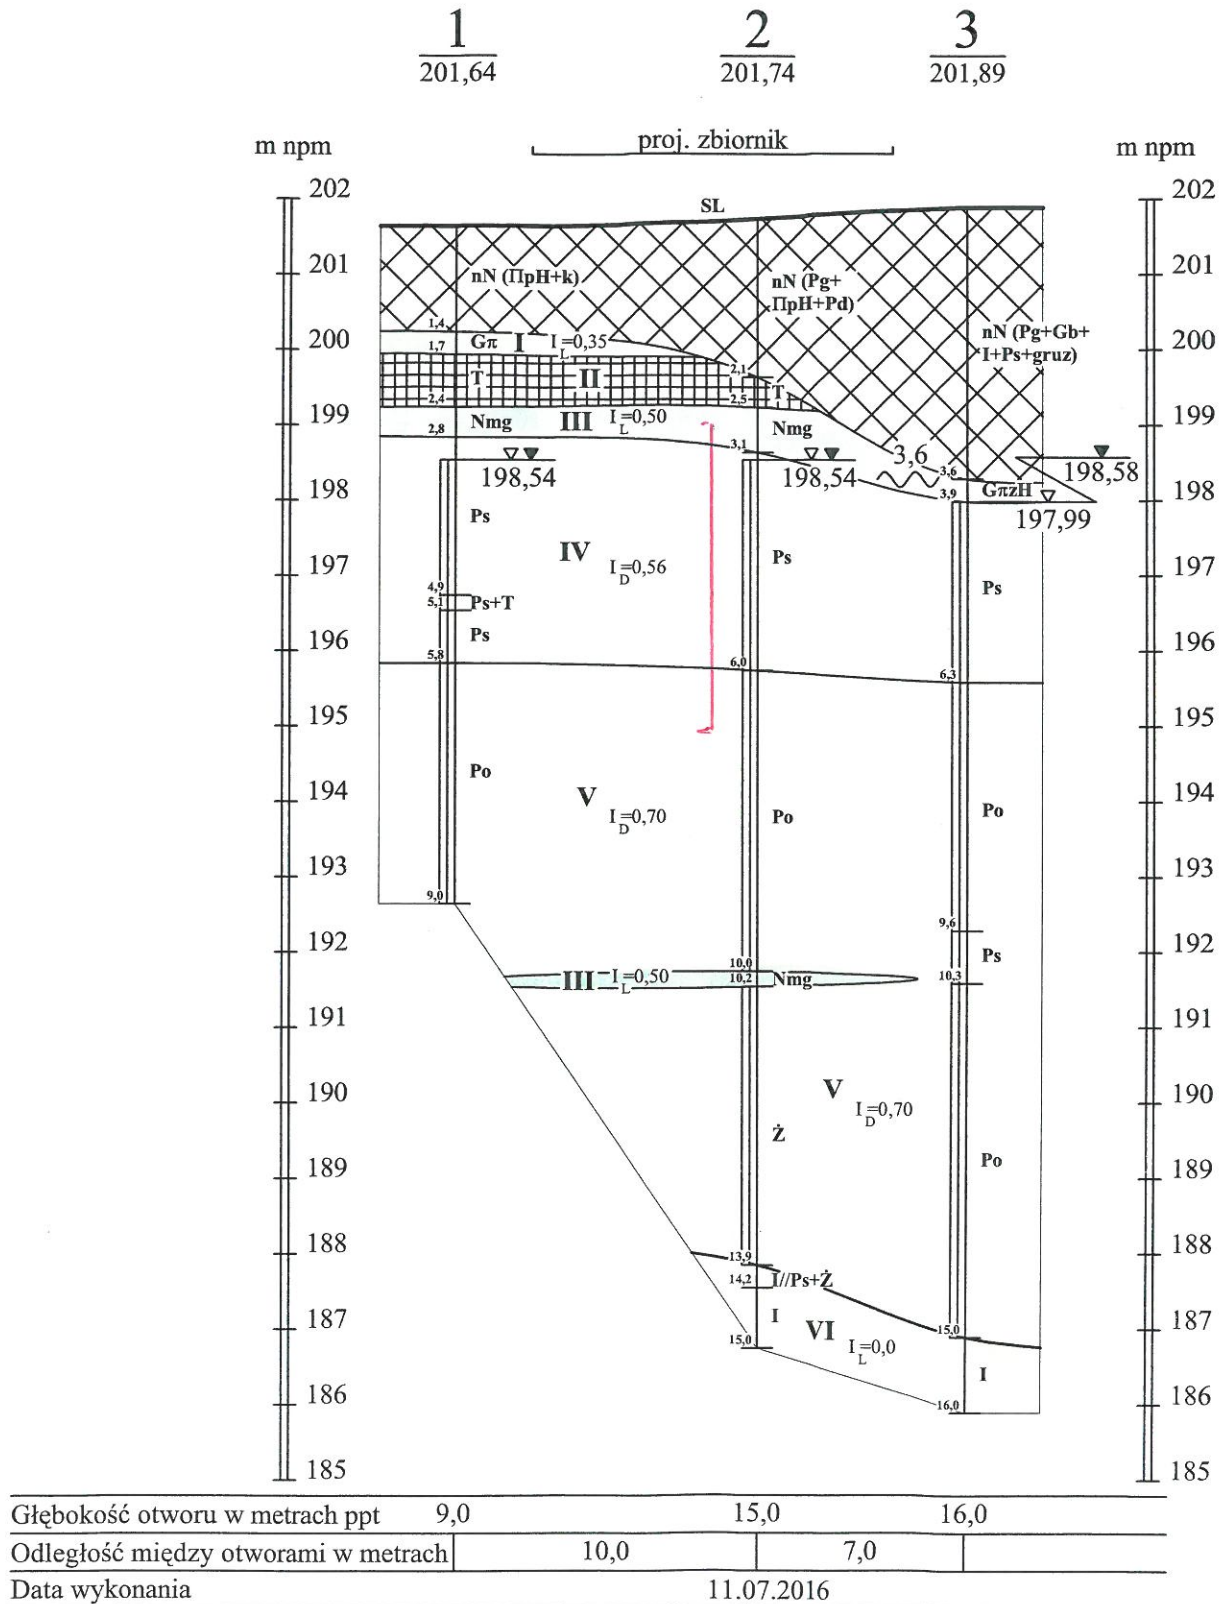 1 2 3
201,64 201,74 201,89
proj. zbiornik
m npm m npm
202 SL 202
201 nN (ΠpH+k) nN (Pg+ 201
ΠpH+Pd)
1,4 nN (Pg+Gb+
200 Gπ I I_L=0,35 I+Ps+gruz) 200
1,7 2,1
T II T
2,4 2,5
199 Nmg III I_L=0,50 Nmg 199
2,8 3,1 3,6 3,6
198,54 198,54 198,58
198 GπzH 198
3,9 197,99
Ps
197 IV I_D=0,56 Ps Ps 197
4,9
5,1 Ps+T
196 Ps 196
5,8 6,0 6,3
195 195
Po
194 V I_D=0,70 Po Po 194
193 193
9,0 9,6
192 Ps 192
10,0
III I_L=0,50 10,2 Nmg 10,3
191 191
190 V I_D=0,70 190
Ż
189 Po 189
188 188
13,9
14,2 I//Ps+Ż
187 I VI I_L=0,0 15,0 187
15,0
I
186 16,0 186
185 185
Głębokość otworu w metrach ppt 9,0 15,0 16,0
Odległość między otworami w metrach 10,0 7,0
Data wykonania 11.07.2016